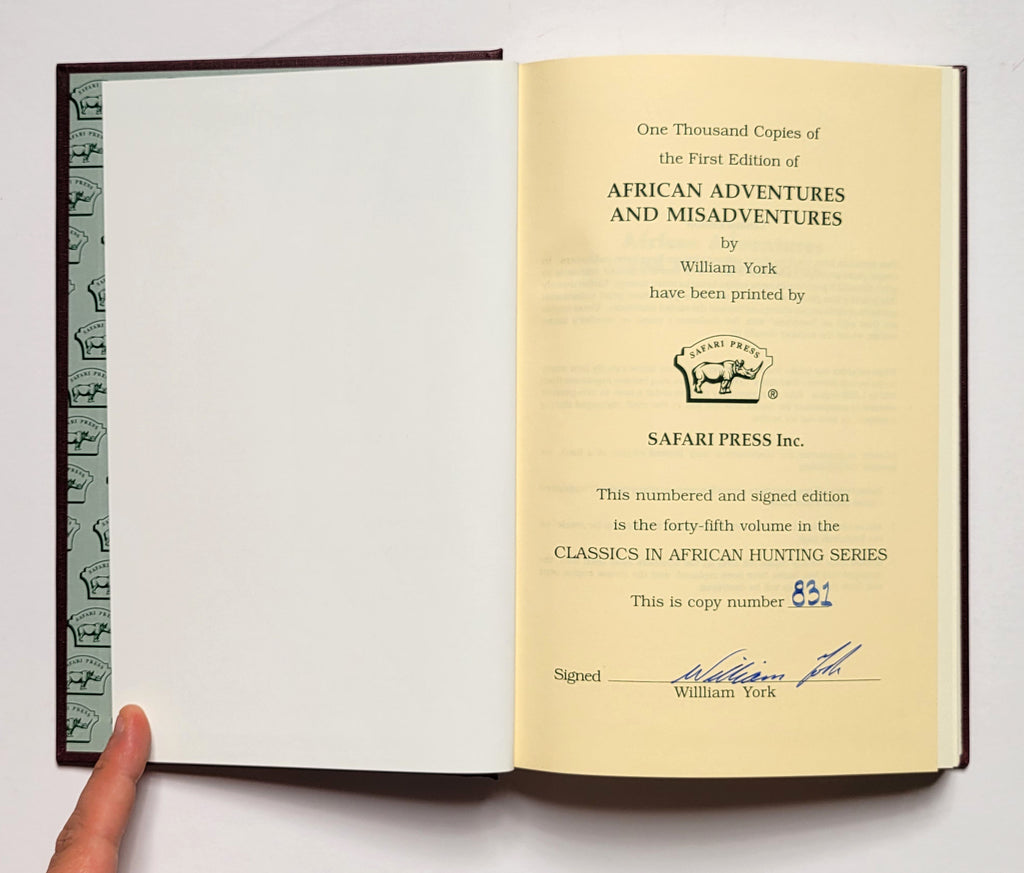 One Thousand Copies of
the First Edition of
AFRICAN ADVENTURES
AND MISADVENTURES
by
William York
have been printed by
SAFARI PRESS
®
SAFARI PRESS Inc.
This numbered and signed edition
is the forty-fifth volume in the
CLASSICS IN AFRICAN HUNTING SERIES
This is copy number 831
Signed William York
Willliam York